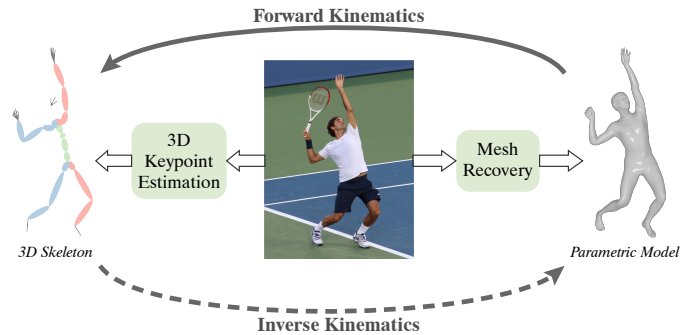 Forward Kinematics
3D
Keypoint
Estimation
Mesh
Recovery
3D Skeleton
Parametric Model
Inverse Kinematics